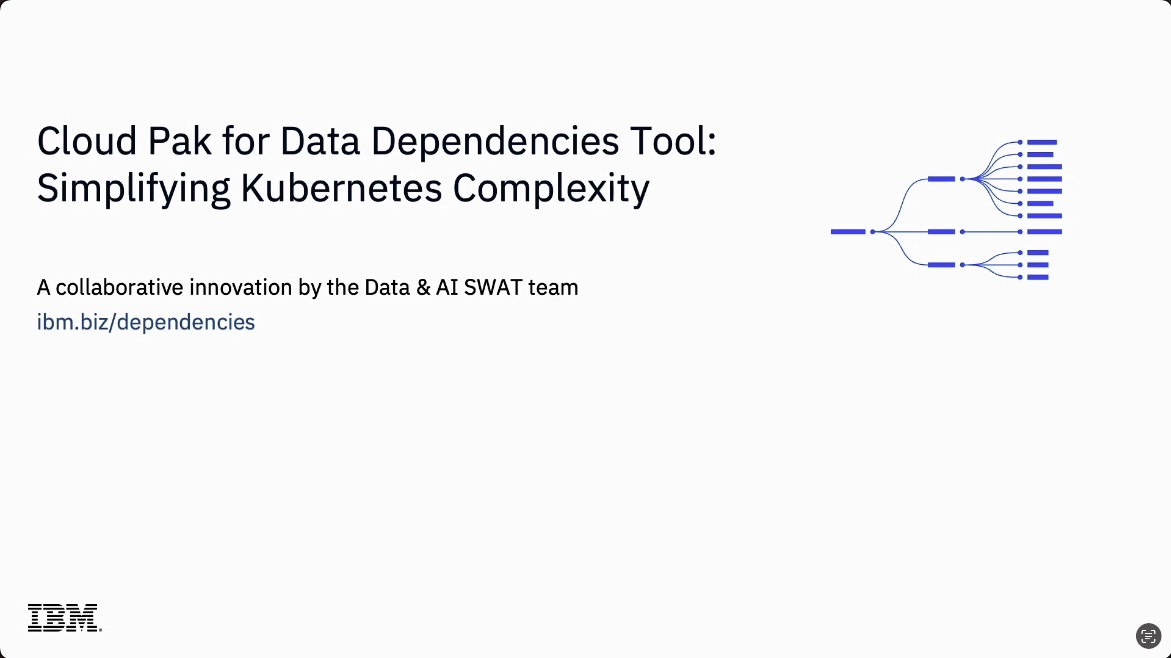 Cloud Pak for Data Dependencies Tool:
Simplifying Kubernetes Complexity
A collaborative innovation by the Data & AI SWAT team
ibm.biz/dependencies
IBM